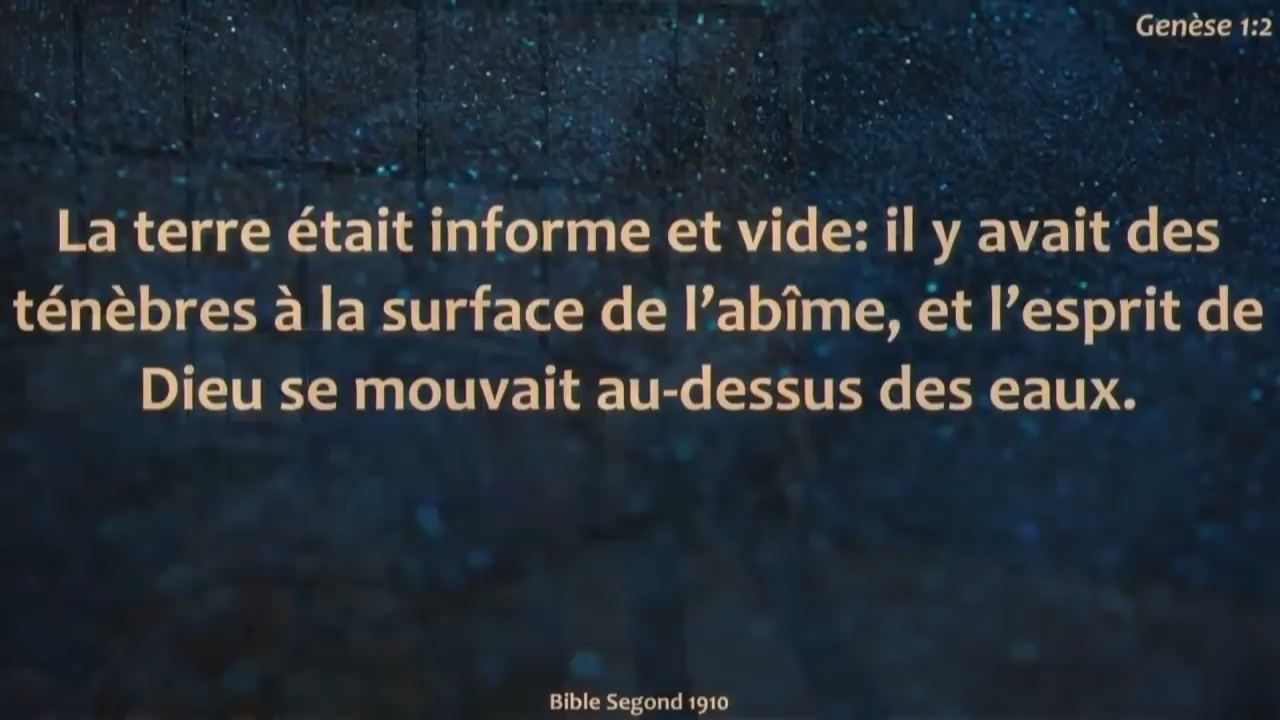 Genèse 1:2
La terre était informe et vide: il y avait des
ténèbres à la surface de l’abîme, et l’esprit de
Dieu se mouvait au-dessus des eaux.
Bible Segond 1910